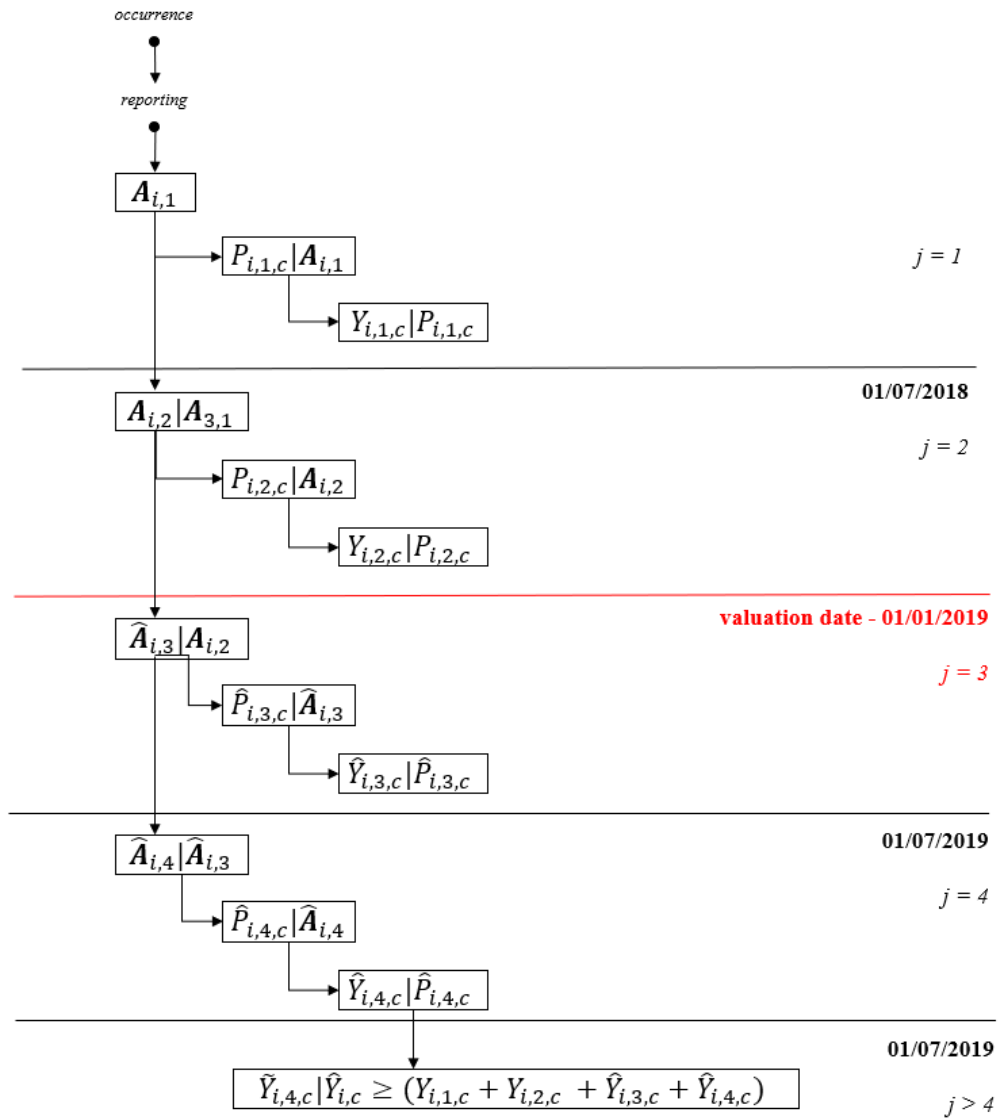 occurrence
reporting
𝑨_{i,1}
P_{i,1,c}|𝑨_{i,1}
j = 1
Y_{i,1,c}|P_{i,1,c}
01/07/2018
𝑨_{i,2}|𝑨_{3,1}
j = 2
P_{i,2,c}|𝑨_{i,2}
Y_{i,2,c}|P_{i,2,c}
valuation date - 01/01/2019
𝑨̂_{i,3}|𝑨_{i,2}
j = 3
P̂_{i,3,c}|𝑨̂_{i,3}
Ŷ_{i,3,c}|P̂_{i,3,c}
01/07/2019
𝑨̂_{i,4}|𝑨̂_{i,3}
j = 4
P̂_{i,4,c}|𝑨̂_{i,4}
Ŷ_{i,4,c}|P̂_{i,4,c}
01/07/2019
Ỹ_{i,4,c}|Ŷ_{i,c} ≥ (Y_{i,1,c} + Y_{i,2,c} + Ŷ_{i,3,c} + Ŷ_{i,4,c})
j > 4